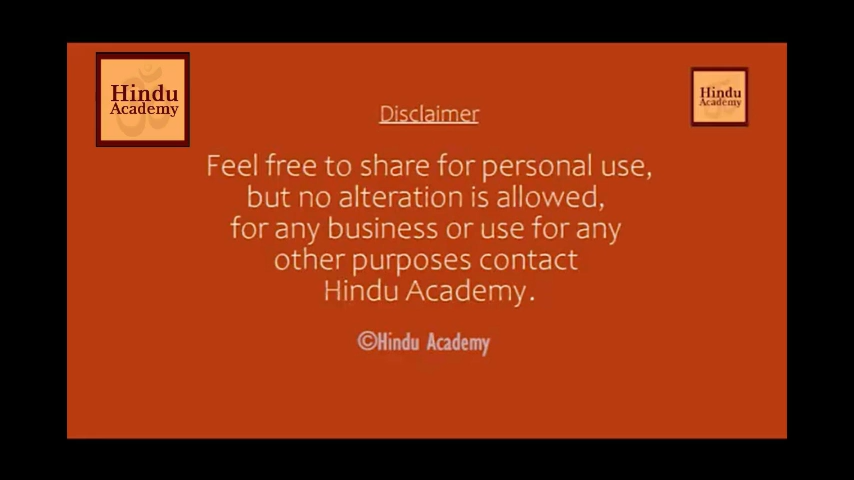 Hindu
Academy
Hindu
Academy
Disclaimer
Feel free to share for personal use,
but no alteration is allowed,
for any business or use for any
other purposes contact
Hindu Academy.
©Hindu Academy